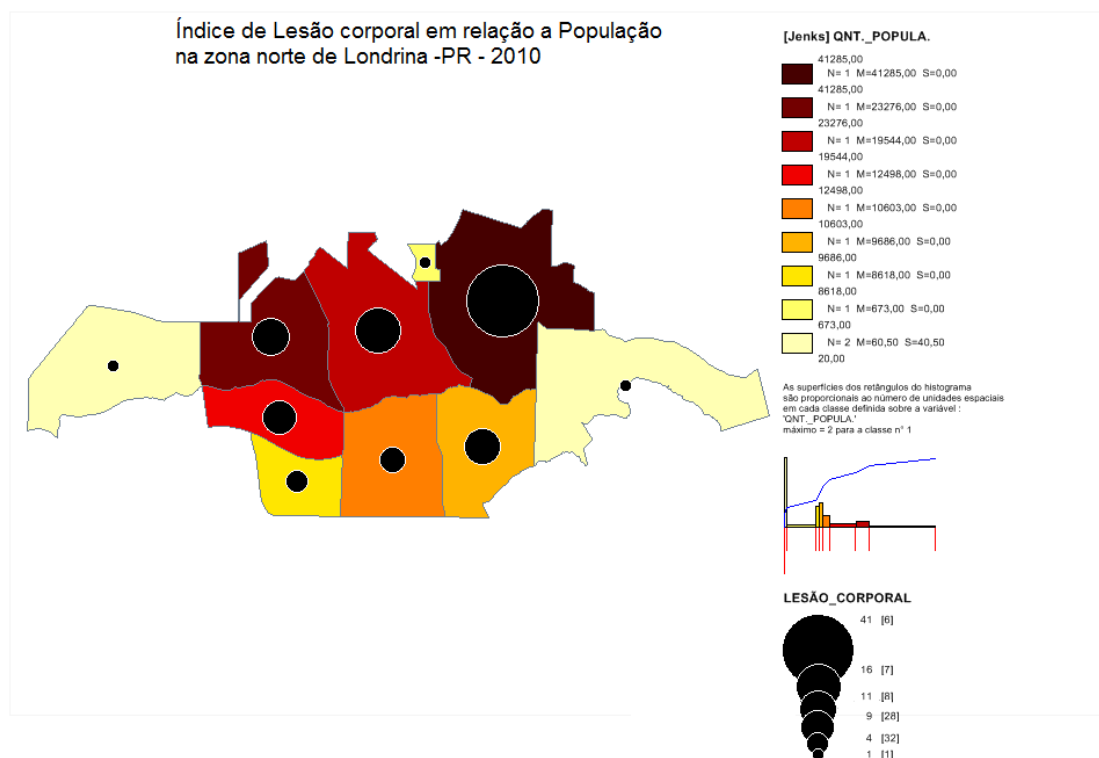 Índice de Lesão corporal em relação a População
na zona norte de Londrina -PR - 2010
[Jenks] QNT._POPULA.
41285,00
N= 1 M=41285,00 S=0,00
41285,00
N= 1 M=23276,00 S=0,00
23276,00
N= 1 M=19544,00 S=0,00
19544,00
N= 1 M=12498,00 S=0,00
12498,00
N= 1 M=10603,00 S=0,00
10603,00
N= 1 M=9686,00 S=0,00
9686,00
N= 1 M=8618,00 S=0,00
8618,00
N= 1 M=673,00 S=0,00
673,00
N= 2 M=60,50 S=40,50
20,00
As superfícies dos retângulos do histograma
são proporcionais ao número de unidades espaciais
em cada classe definida sobre a variável :
'QNT._POPULA.'
máximo = 2 para a classe n° 1
LESÃO_CORPORAL
41 [6]
16 [7]
11 [8]
9 [28]
4 [32]
1 [1]